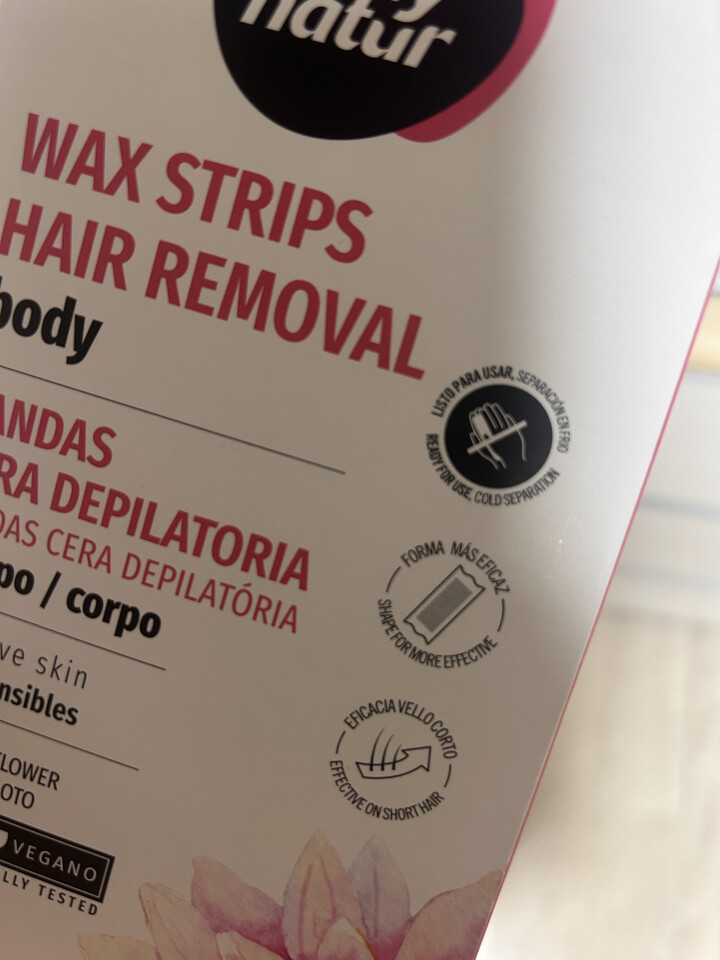 natur
WAX STRIPS
HAIR REMOVAL
body
LISTO PARA USAR, SEPARACIÓN EN FRIO
READY FOR USE, COLD SEPARATION
ANDAS
RA DEPILATORIA
DAS CERA DEPILATÓRIA
po / corpo
FORMA MÁS EFICAZ
SHAPE FOR MORE EFFECTIVE
ve skin
nsibles
EFICACIA VELLO CORTO
EFFECTIVE ON SHORT HAIR
LOWER
OTO
VEGANO
LLY TESTED